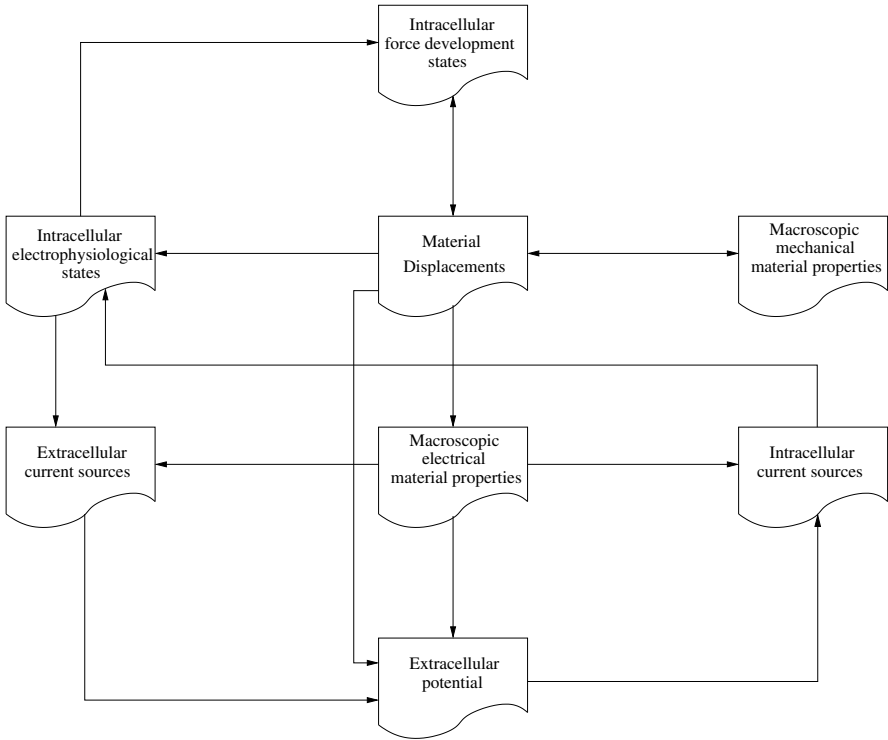 Intracellular
force development
states
Intracellular
electrophysiological
states
Material
Displacements
Macroscopic
mechanical
material properties
Extracellular
current sources
Macroscopic
electrical
material properties
Intracellular
current sources
Extracellular
potential